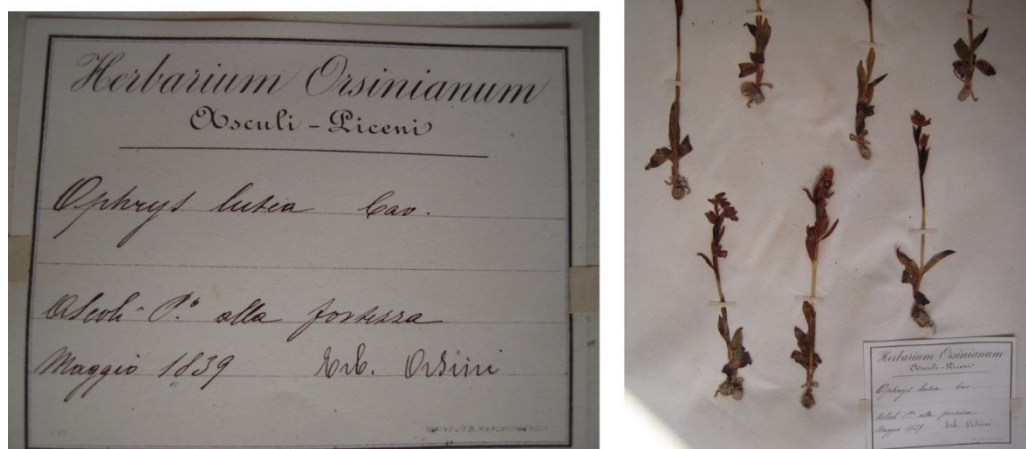 Herbarium Orsinianum
Asculi-Piceni
Ophrys lutea Cav.
Ascoli-P.º alla fortezza
Maggio 1839 Erb. Orsini
Herbarium Orsinianum
Asculi-Piceni
Ophrys lutea Cav.
Ascoli-P.º alla fortezza
Maggio 1839 Erb. Orsini